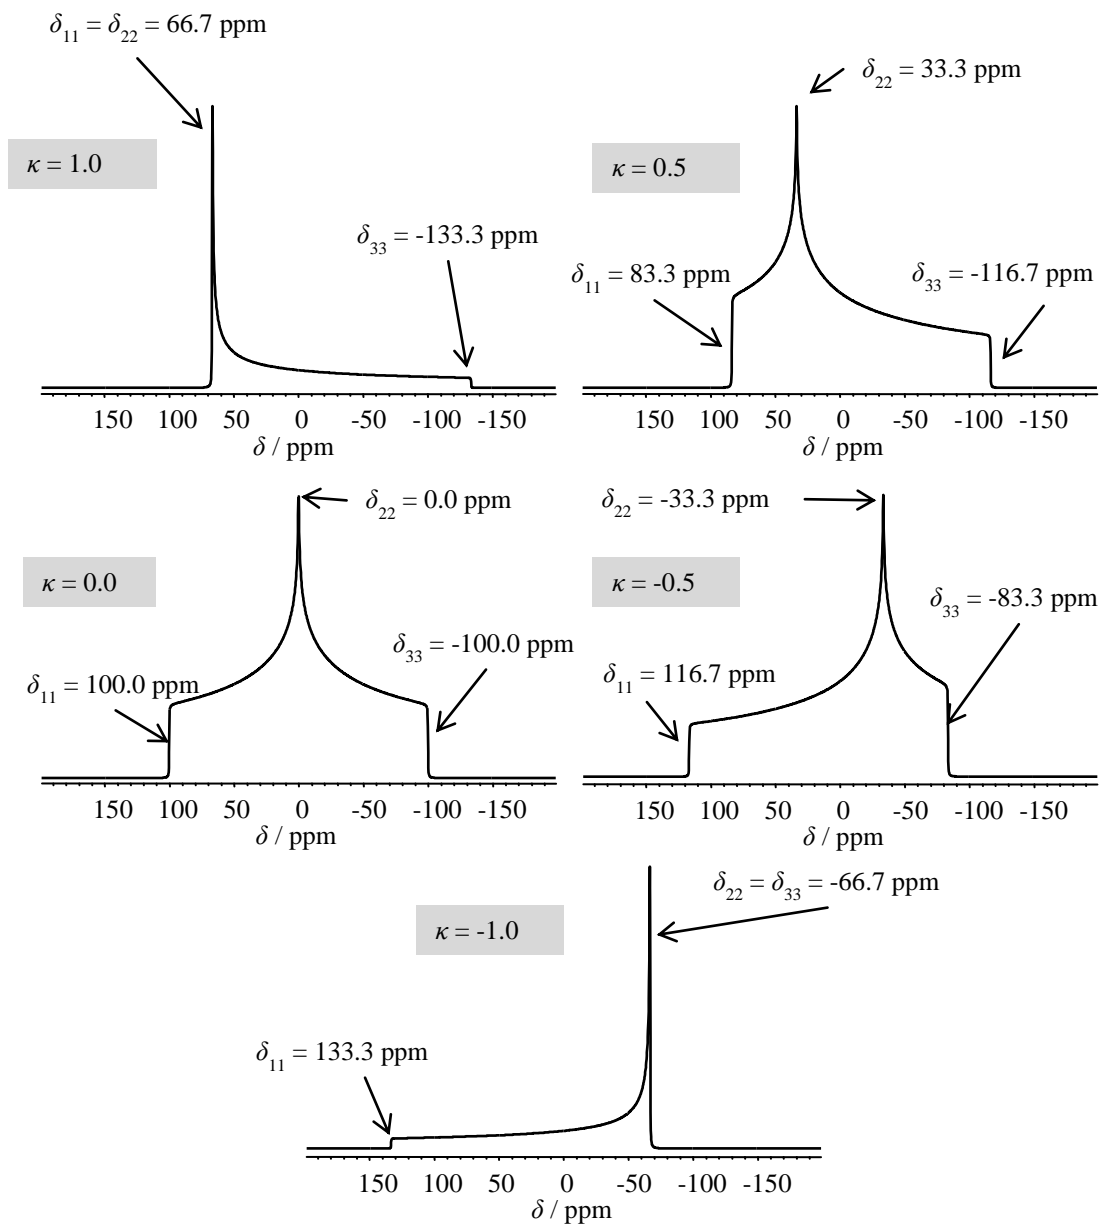 δ11 = δ22 = 66.7 ppm
κ = 1.0
δ33 = -133.3 ppm
150 100 50 0 -50 -100 -150
δ / ppm
δ22 = 33.3 ppm
κ = 0.5
δ11 = 83.3 ppm
δ33 = -116.7 ppm
150 100 50 0 -50 -100 -150
δ / ppm
δ22 = 0.0 ppm
κ = 0.0
δ33 = -100.0 ppm
δ11 = 100.0 ppm
150 100 50 0 -50 -100 -150
δ / ppm
δ22 = -33.3 ppm
κ = -0.5
δ33 = -83.3 ppm
δ11 = 116.7 ppm
150 100 50 0 -50 -100 -150
δ / ppm
δ22 = δ33 = -66.7 ppm
κ = -1.0
δ11 = 133.3 ppm
150 100 50 0 -50 -100 -150
δ / ppm